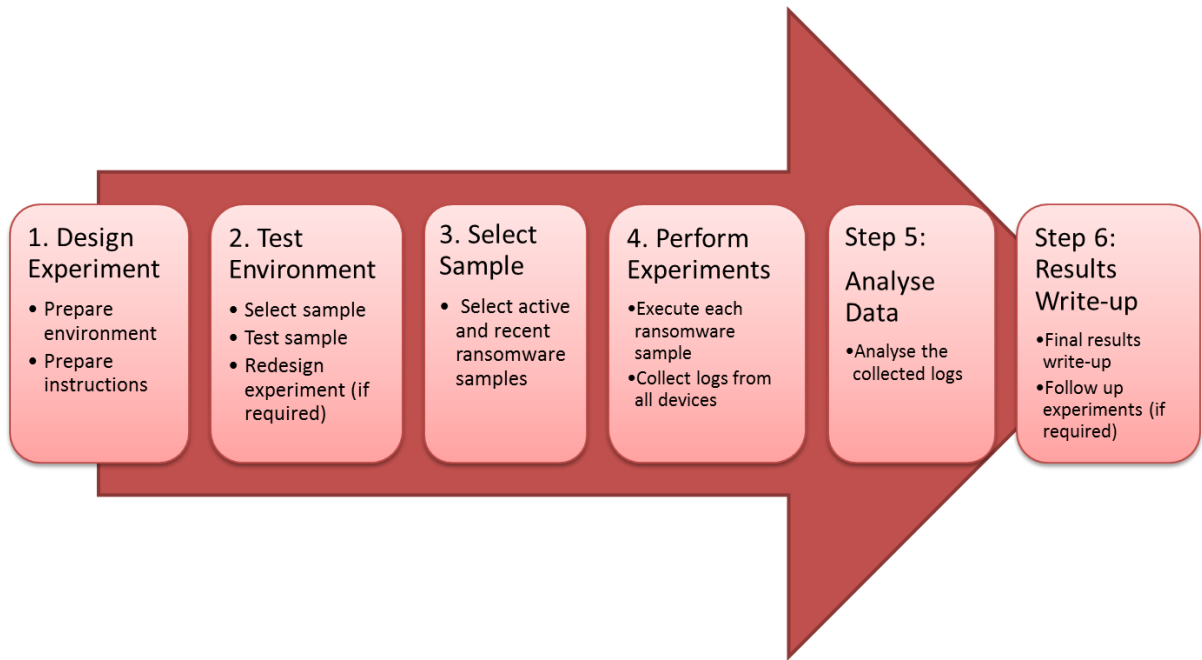 1. Design
Experiment
• Prepare
environment
• Prepare
instructions
2. Test
Environment
• Select sample
• Test sample
• Redesign
experiment (if
required)
3. Select
Sample
• Select active
and recent
ransomware
samples
4. Perform
Experiments
•Execute each
ransomware
sample
•Collect logs from
all devices
Step 5:
Analyse
Data
•Analyse the
collected logs
Step 6:
Results
Write-up
•Final results
write-up
•Follow up
experiments (if
required)